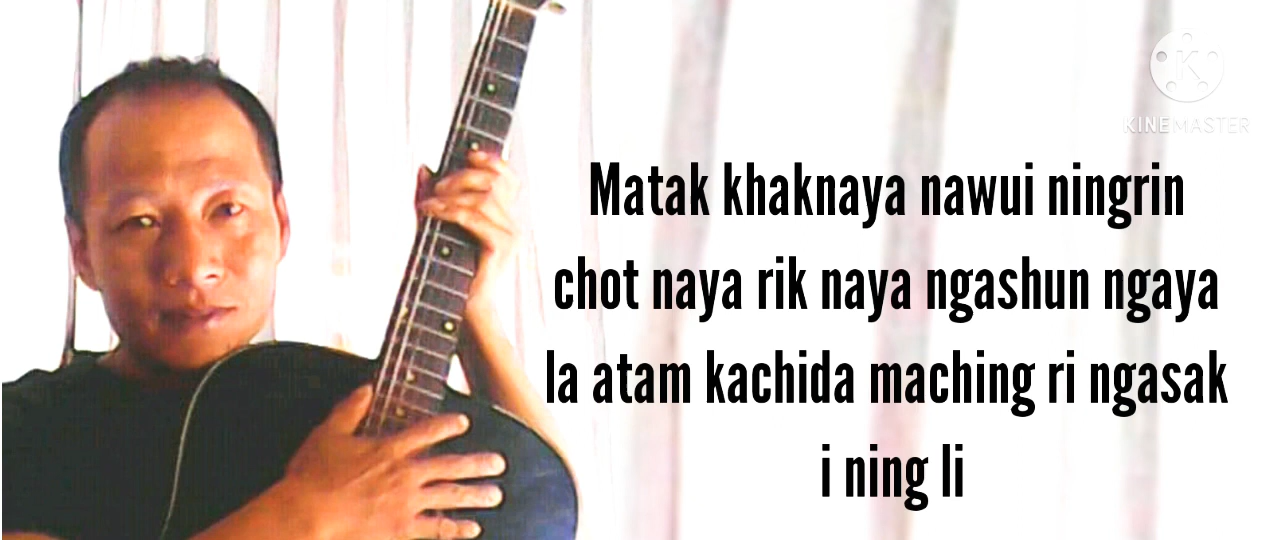 KINEMASTER
Matak khaknaya nawui ningrin
chot naya rik naya ngashun ngaya
la atam kachida maching ri ngasak
i ning li